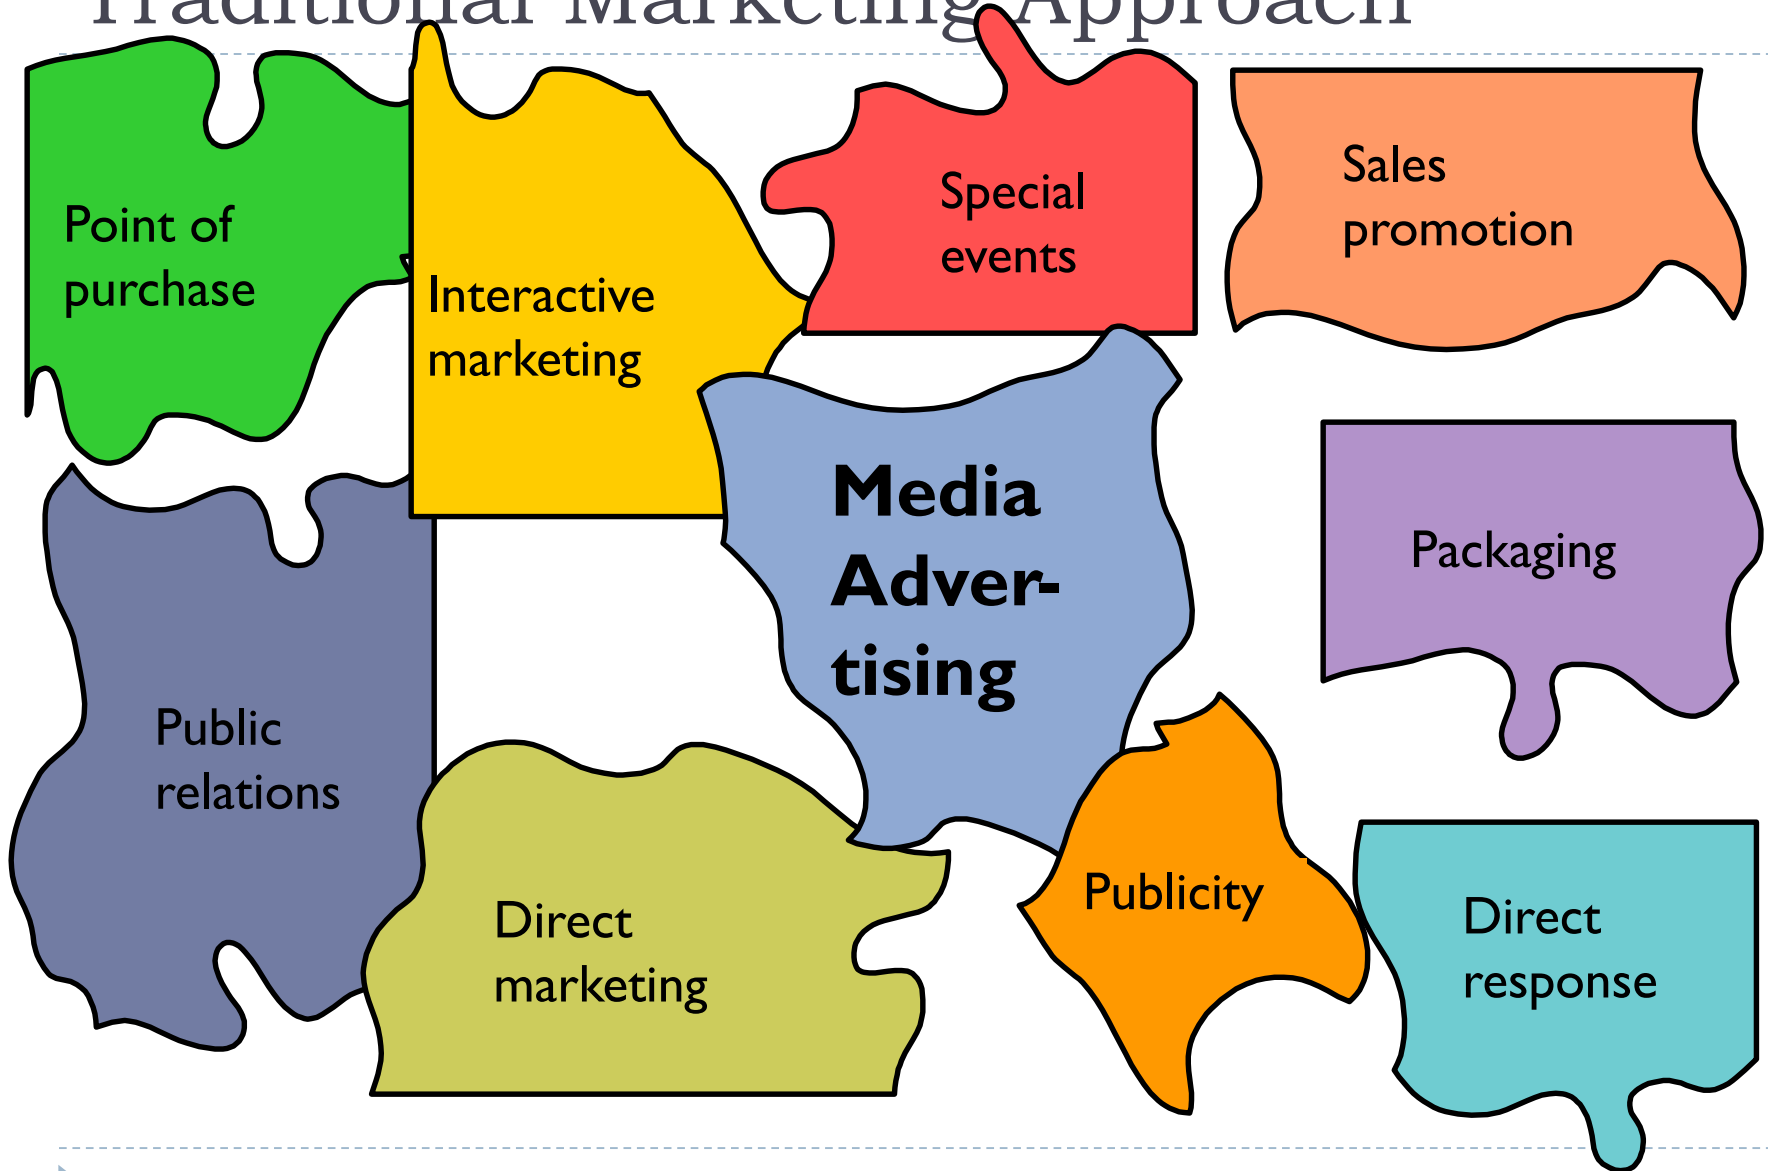 Traditional Marketing Approach
Point of
purchase
Interactive
marketing
Special
events
Sales
promotion
Media
Adver-
tising
Packaging
Public
relations
Direct
marketing
Publicity
Direct
response